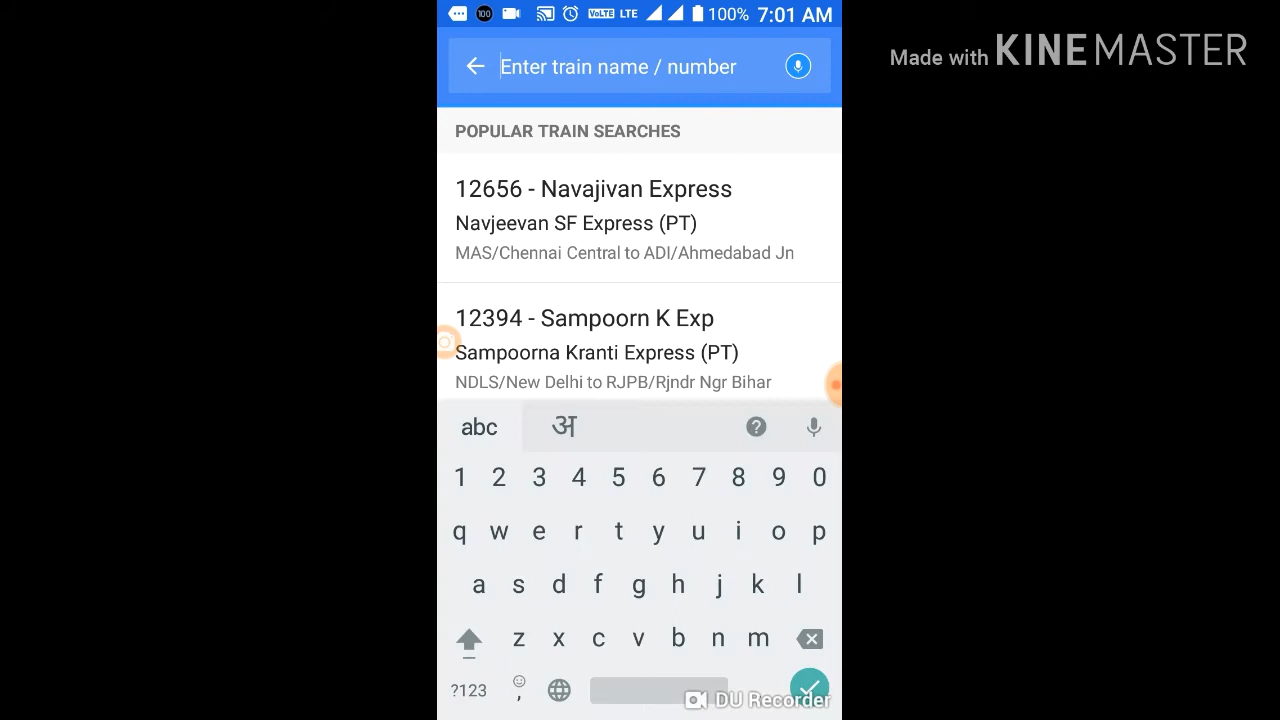 100 VoLTE LTE 100% 7:01 AM
Made with KINEMASTER
Enter train name / number
POPULAR TRAIN SEARCHES
12656 - Navajivan Express
Navjeevan SF Express (PT)
MAS/Chennai Central to ADI/Ahmedabad Jn
12394 - Sampoorn K Exp
Sampoorna Kranti Express (PT)
NDLS/New Delhi to RJPB/Rjndr Ngr Bihar
abc अ ?
1 2 3 4 5 6 7 8 9 0
q w e r t y u i o p
a s d f g h j k l
z x c v b n m
?123 ,
DU Recorder